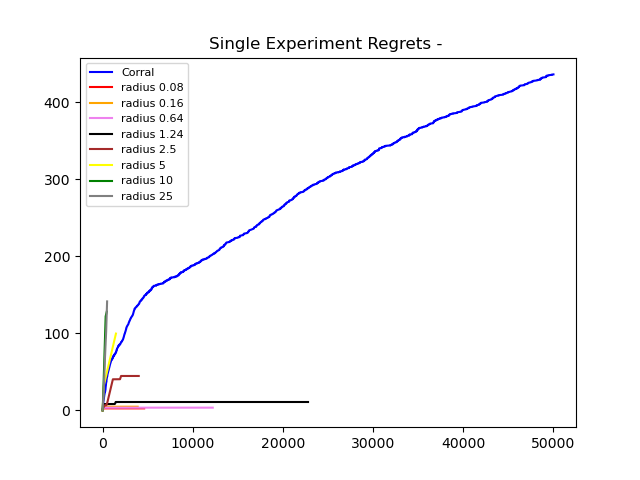 Single Experiment Regrets -
Corral
radius 0.08
radius 0.16
radius 0.64
radius 1.24
radius 2.5
radius 5
radius 10
radius 25
400
300
200
100
0
0 10000 20000 30000 40000 50000